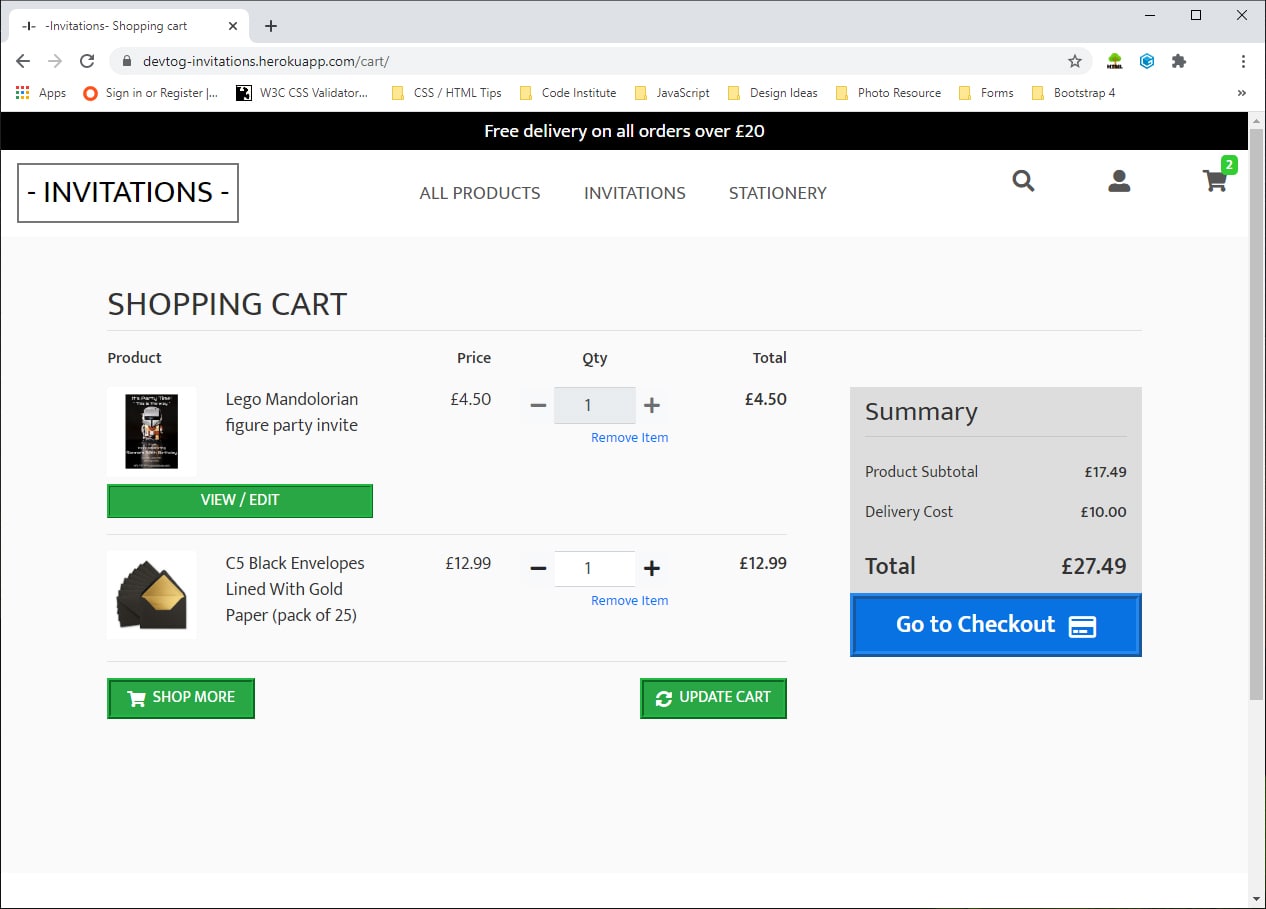 -I- -Invitations- Shopping cart
devtog-invitations.herokuapp.com/cart/
Apps Sign in or Register |... W3C CSS Validator... CSS / HTML Tips Code Institute JavaScript Design Ideas Photo Resource Forms Bootstrap 4 »
Free delivery on all orders over £20
- INVITATIONS - ALL PRODUCTS INVITATIONS STATIONERY 2
SHOPPING CART
Product Price Qty Total
Lego Mandolorian £4.50 1 £4.50
figure party invite
Remove Item
It's Party Time!
VIEW / EDIT
C5 Black Envelopes £12.99 1 £12.99
Lined With Gold
Paper (pack of 25)
Remove Item
SHOP MORE UPDATE CART
Summary
Product Subtotal £17.49
Delivery Cost £10.00
Total £27.49
Go to Checkout